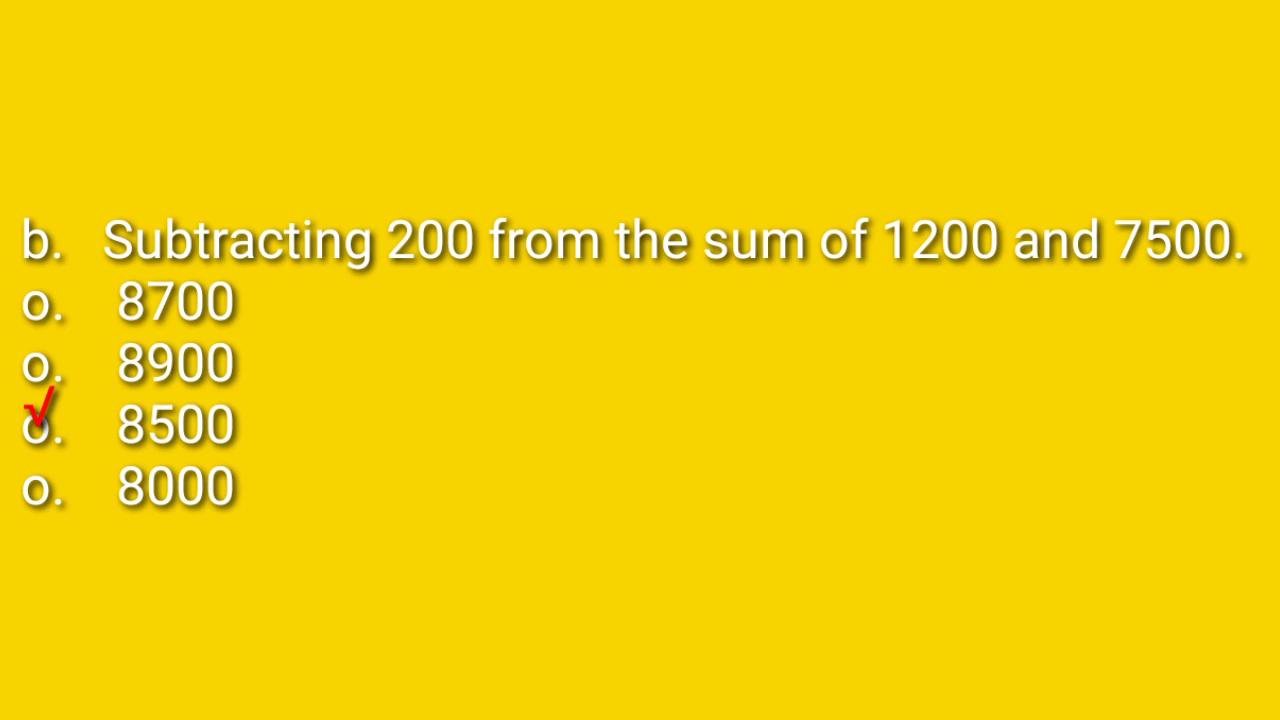 b. Subtracting 200 from the sum of 1200 and 7500.
o. 8700
o. 8900
√
o. 8500
o. 8000